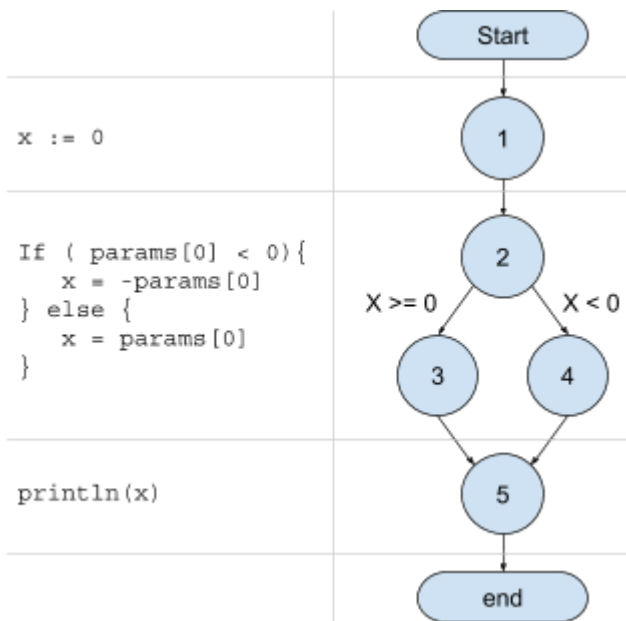 Start
x := 0
1
If ( params[0] < 0){
x = -params[0]
} else {
x = params[0]
}
2
X >= 0
X < 0
3
4
println(x)
5
end